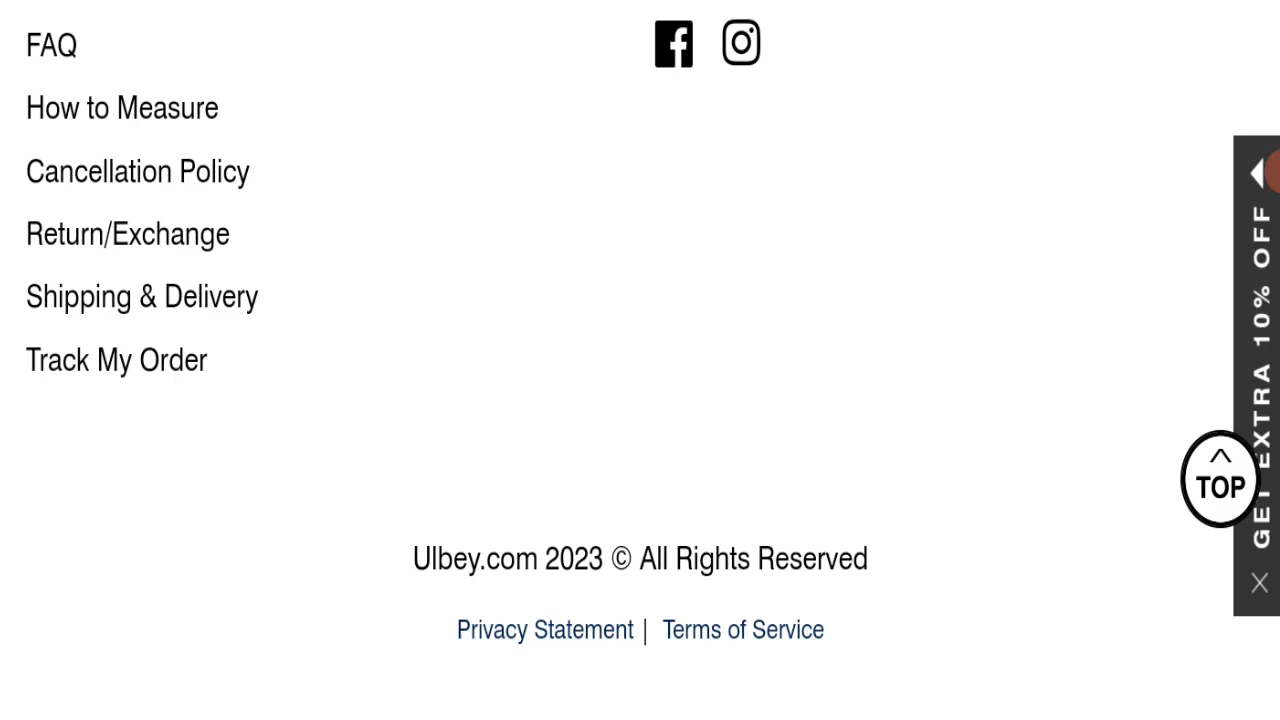 FAQ
How to Measure
Cancellation Policy
Return/Exchange
Shipping & Delivery
Track My Order
GET EXTRA 10% OFF
X
^
TOP
Ulbey.com 2023 © All Rights Reserved
Privacy Statement | Terms of Service